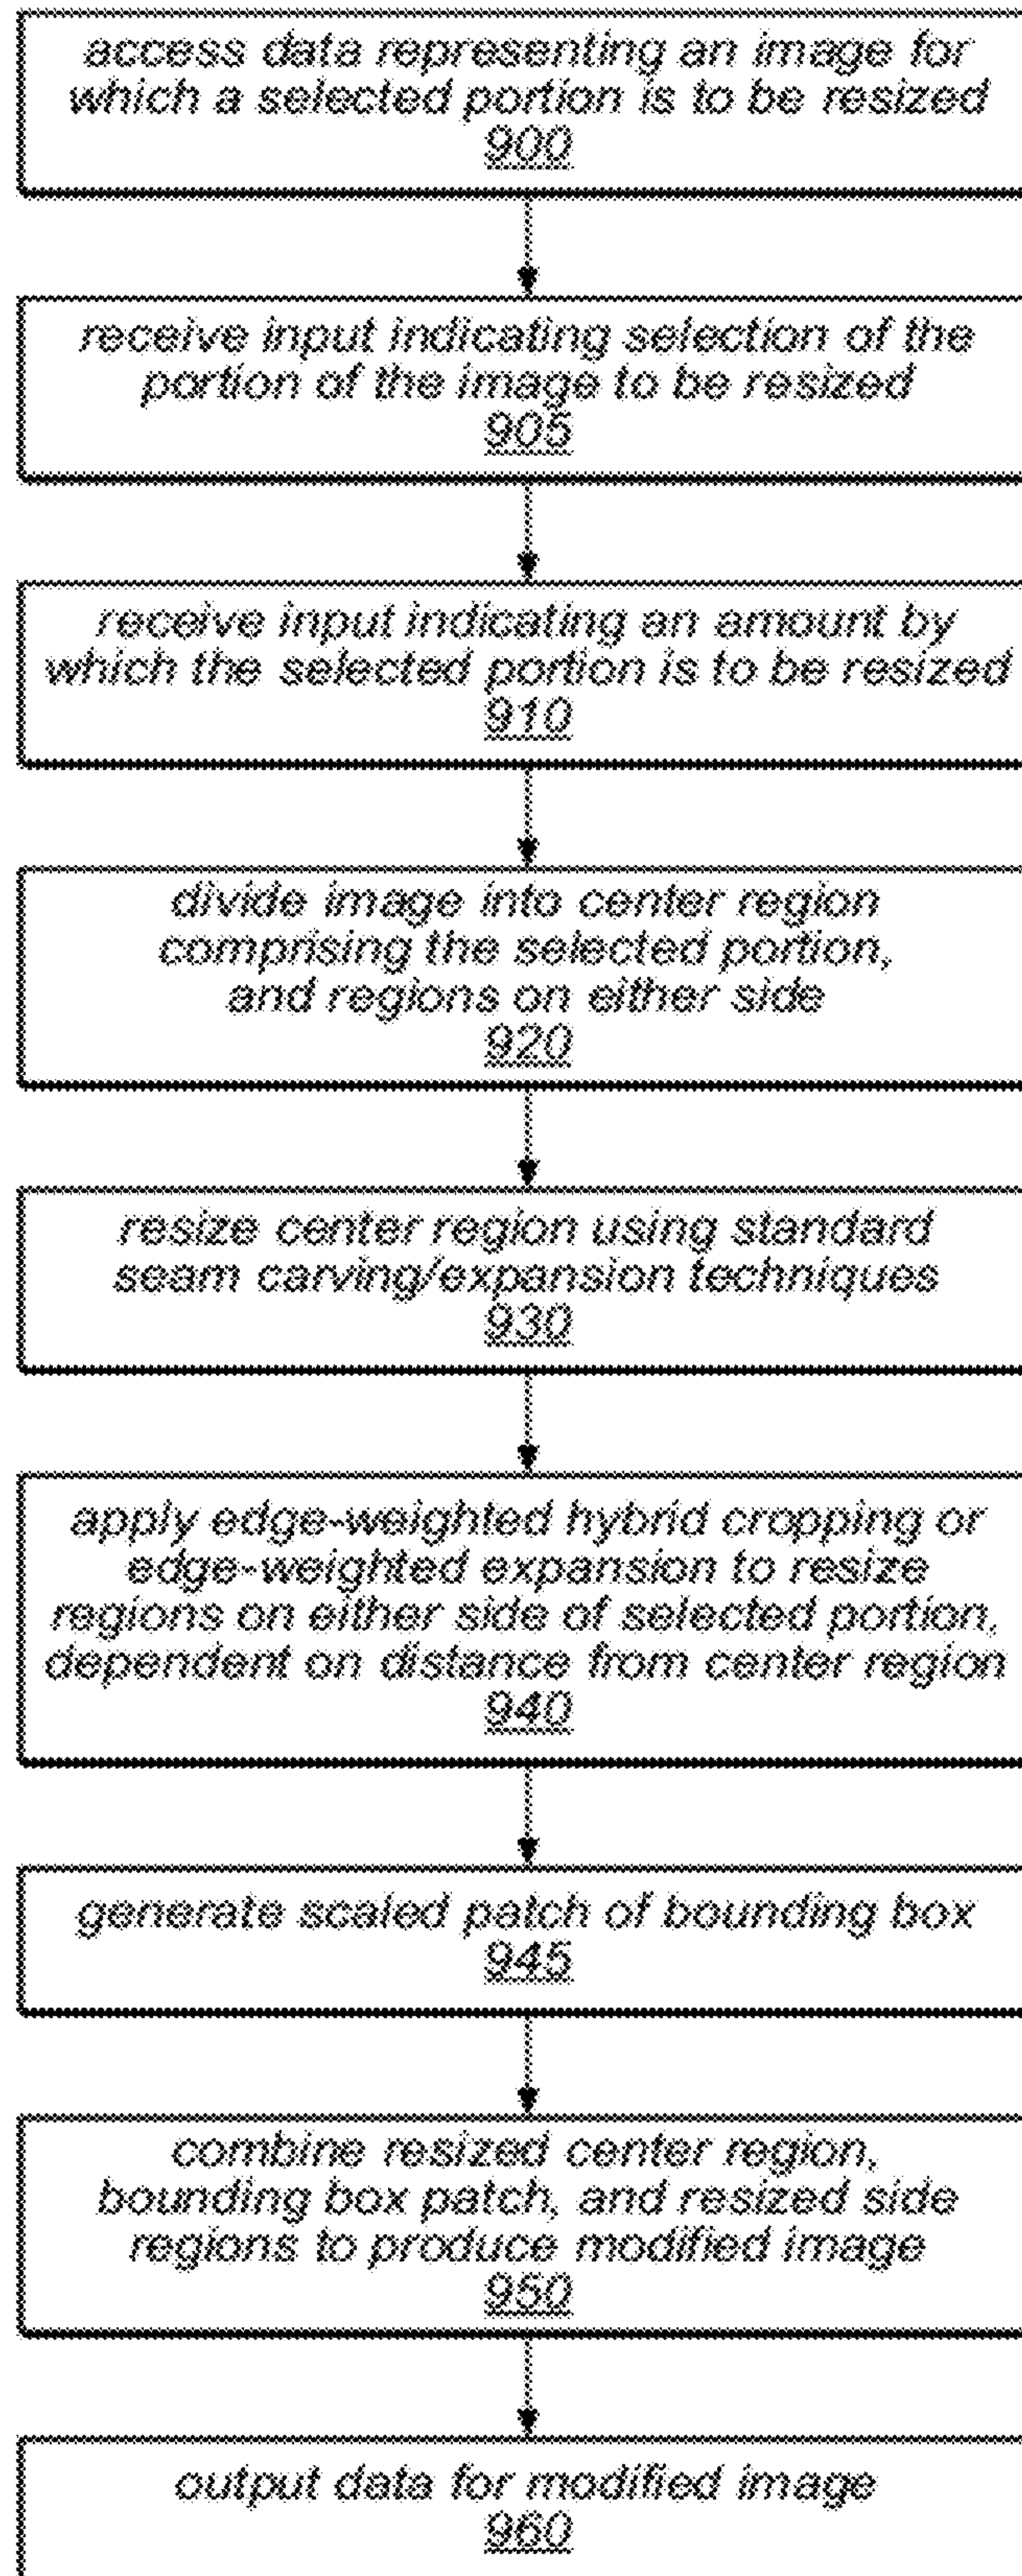 access data representing an image for
which a selected portion is to be resized
900
receive input indicating selection of the
portion of the image to be resized
905
receive input indicating an amount by
which the selected portion is to be resized
910
divide image into center region
comprising the selected portion,
and regions on either side
920
resize center region using standard
seam carving/expansion techniques
930
apply edge-weighted hybrid cropping or
edge-weighted expansion to resize
regions on either side of selected portion,
dependent on distance from center region
940
generate scaled patch of bounding box
945
combine resized center region,
bounding box patch, and resized side
regions to produce modified image
950
output data for modified image
960